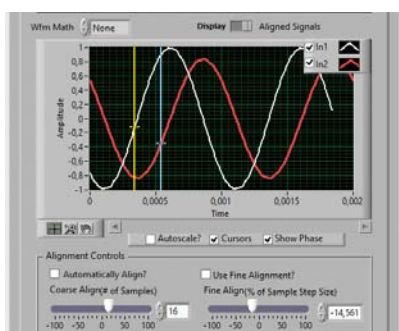 Wfm Math None Display Aligned Signals
In1
In2
Amplitude
1
0,8
0,6
0,4
0,2
0
-0,2
-0,4
-0,6
-0,8
-1
0 0,0005 0,001 0,0015 0,002
Time
Autoscale? Cursors Show Phase
Alignment Controls
Automatically Align? Use Fine Alignment?
Coarse Align(# of Samples) Fine Align(% of Sample Step Size)
16 -14,561
-100 -50 0 50 100 -100 -50 0 50 100